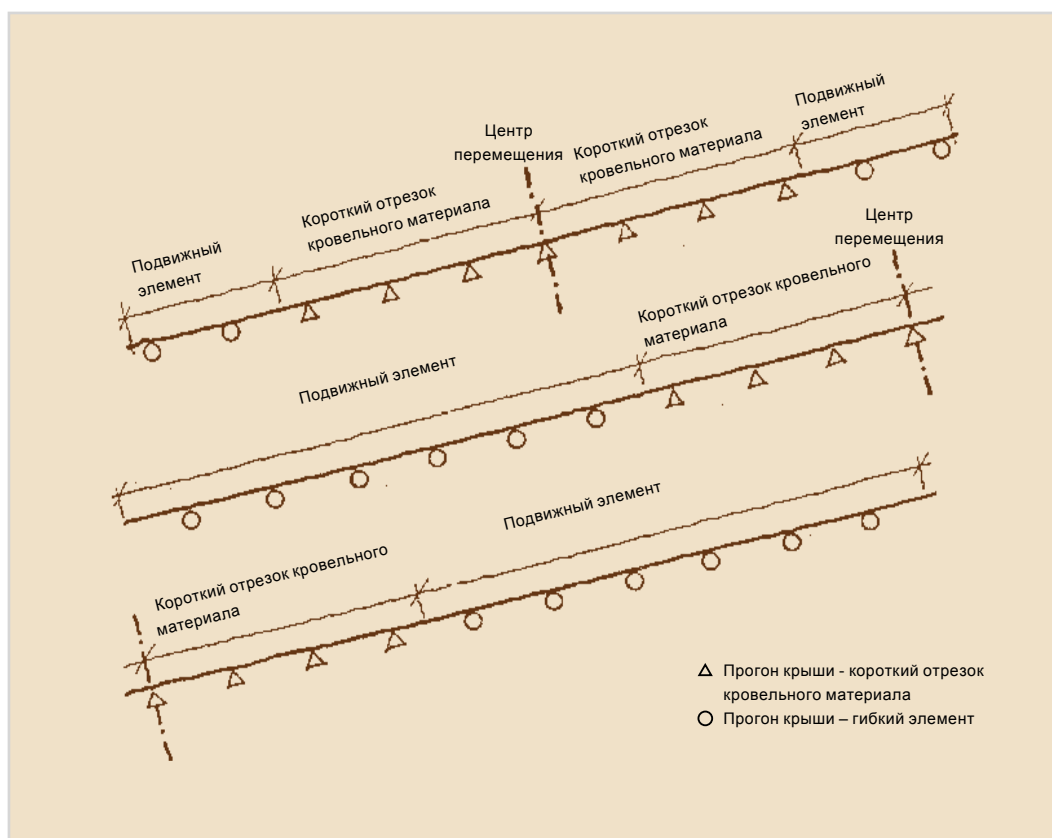 Подвижный
элемент
Центр
перемещения
Короткий отрезок
кровельного материала
Короткий отрезок
кровельного материала
Подвижный
элемент
Центр
перемещения
Короткий отрезок кровельного
материала
Подвижный элемент
Подвижный элемент
Короткий отрезок кровельного
материала
Прогон крыши - короткий отрезок
кровельного материала
Прогон крыши – гибкий элемент